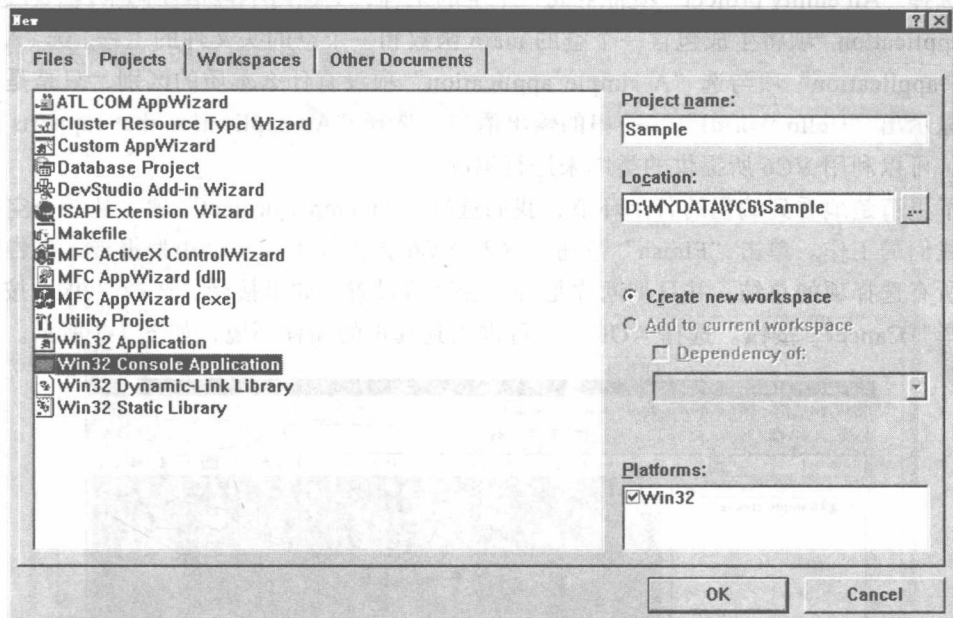 New
Files Projects Workspaces Other Documents
ATL COM AppWizard
Cluster Resource Type Wizard
Custom AppWizard
Database Project
DevStudio Add-in Wizard
ISAPI Extension Wizard
Makefile
MFC ActiveX ControlWizard
MFC AppWizard (dll)
MFC AppWizard (exe)
Utility Project
Win32 Application
Win32 Console Application
Win32 Dynamic-Link Library
Win32 Static Library
Project name:
Sample
Location:
D:\MYDATA\VC6\Sample
...
Create new workspace
Add to current workspace
Dependency of:
Platforms:
Win32
OK Cancel